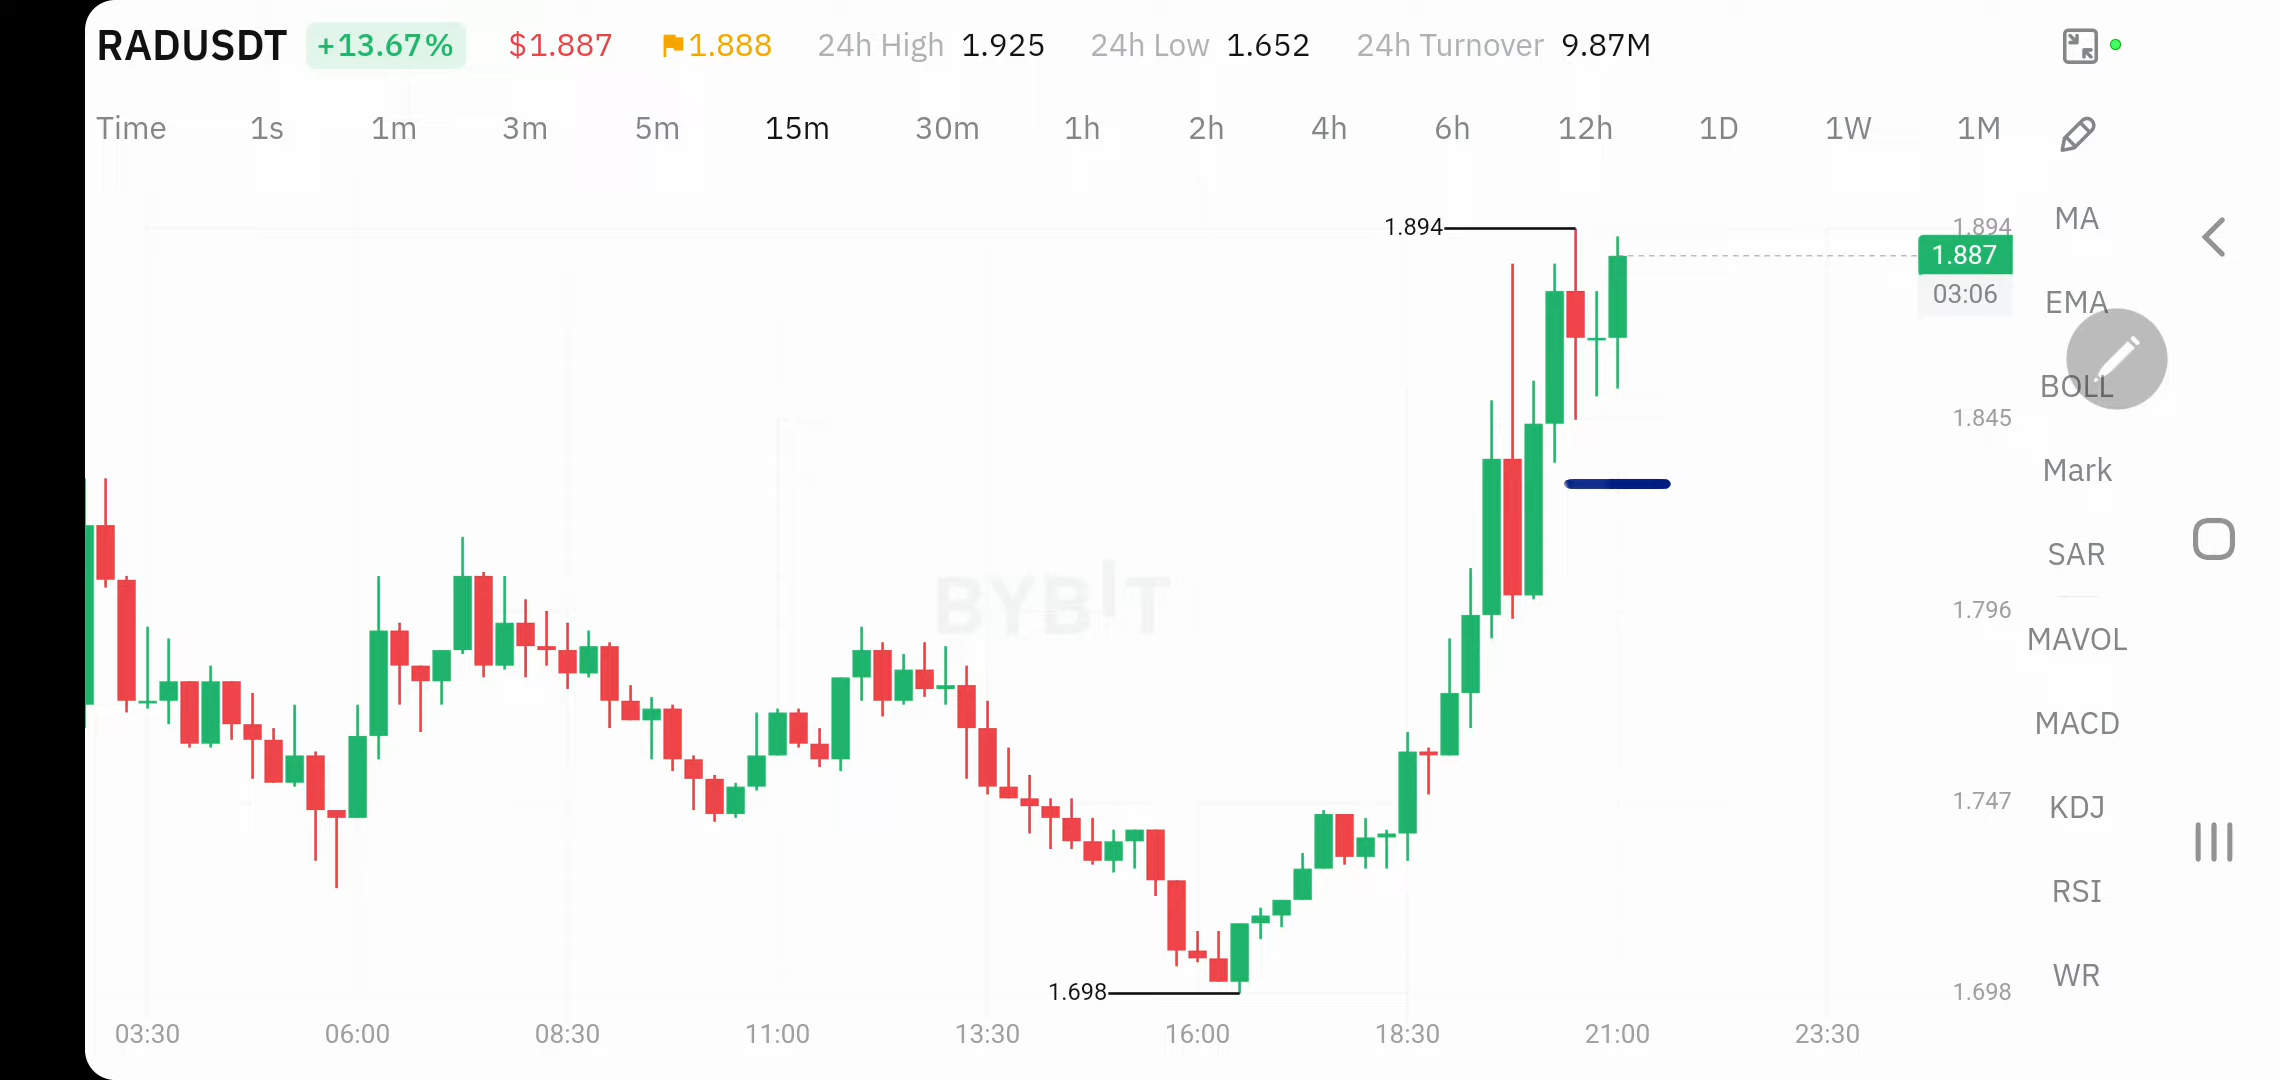 RADUSDT +13.67% $1.887 1.888 24h High 1.925 24h Low 1.652 24h Turnover 9.87M
Time 1s 1m 3m 5m 15m 30m 1h 2h 4h 6h 12h 1D 1W 1M
MA
1.894 1.894
1.887
03:06
EMA
BOLL
1.845
Mark
SAR
BYBIT
1.796
MAVOL
MACD
1.747
KDJ
RSI
WR
1.698 1.698
03:30 06:00 08:30 11:00 13:30 16:00 18:30 21:00 23:30